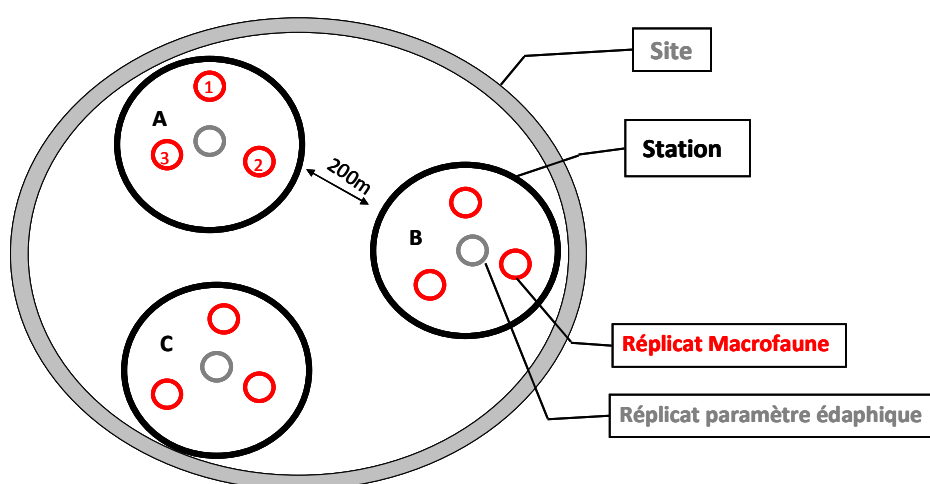 Site
1
A
3
2
200m
Station
B
C
Réplicat Macrofaune
Réplicat paramètre édaphique